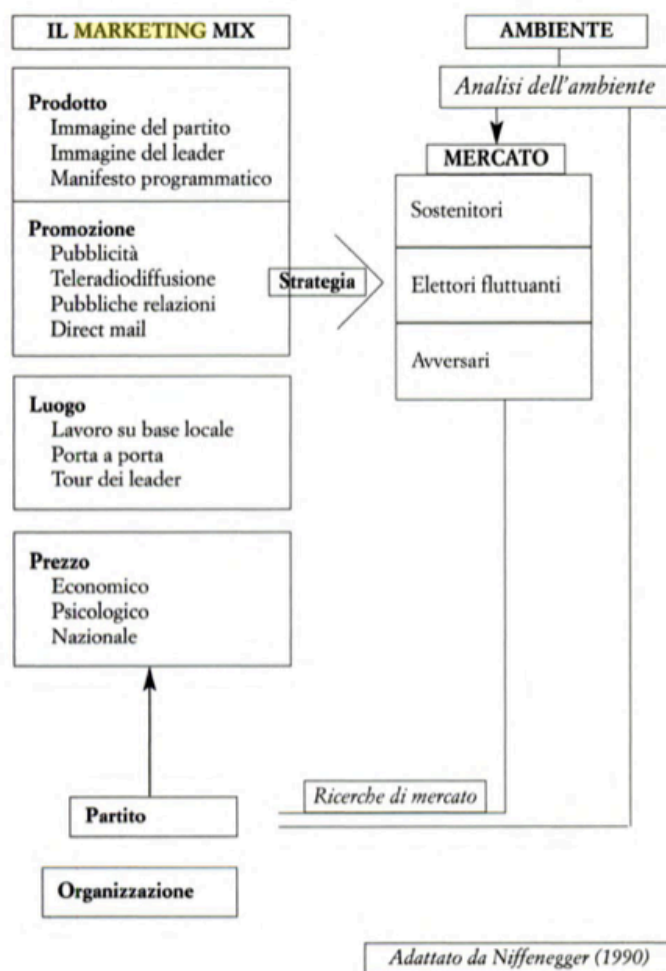 IL MARKETING MIX
Prodotto
Immagine del partito
Immagine del leader
Manifesto programmatico
Promozione
Pubblicità
Teleradiodiffusione
Pubbliche relazioni
Direct mail
Strategia
Luogo
Lavoro su base locale
Porta a porta
Tour dei leader
Prezzo
Economico
Psicologico
Nazionale
Partito
Organizzazione
AMBIENTE
Analisi dell'ambiente
MERCATO
Sostenitori
Elettori fluttuanti
Avversari
Ricerche di mercato
Adattato da Niffenegger (1990)